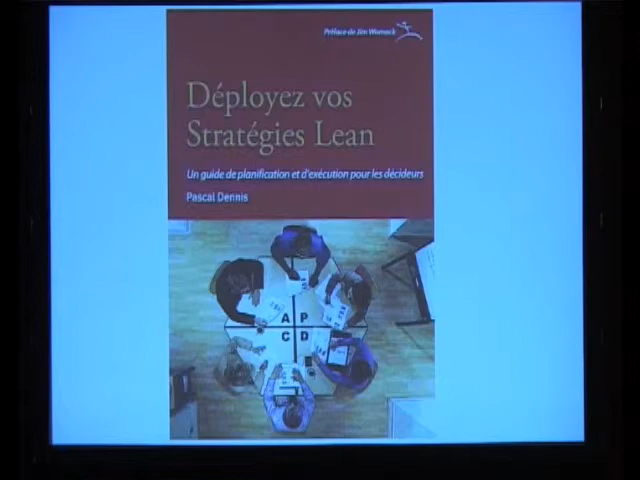 Préface de Jim Womack
Déployez vos
Stratégies Lean
Un guide de planification et d'exécution pour les décideurs
Pascal Dennis
A P
C D